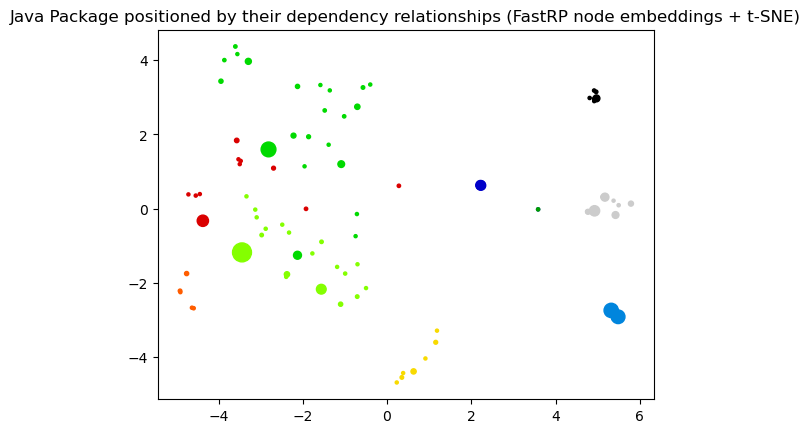 Java Package positioned by their dependency relationships (FastRP node embeddings + t-SNE)
4
2
0
−2
−4
−4 −2 0 2 4 6